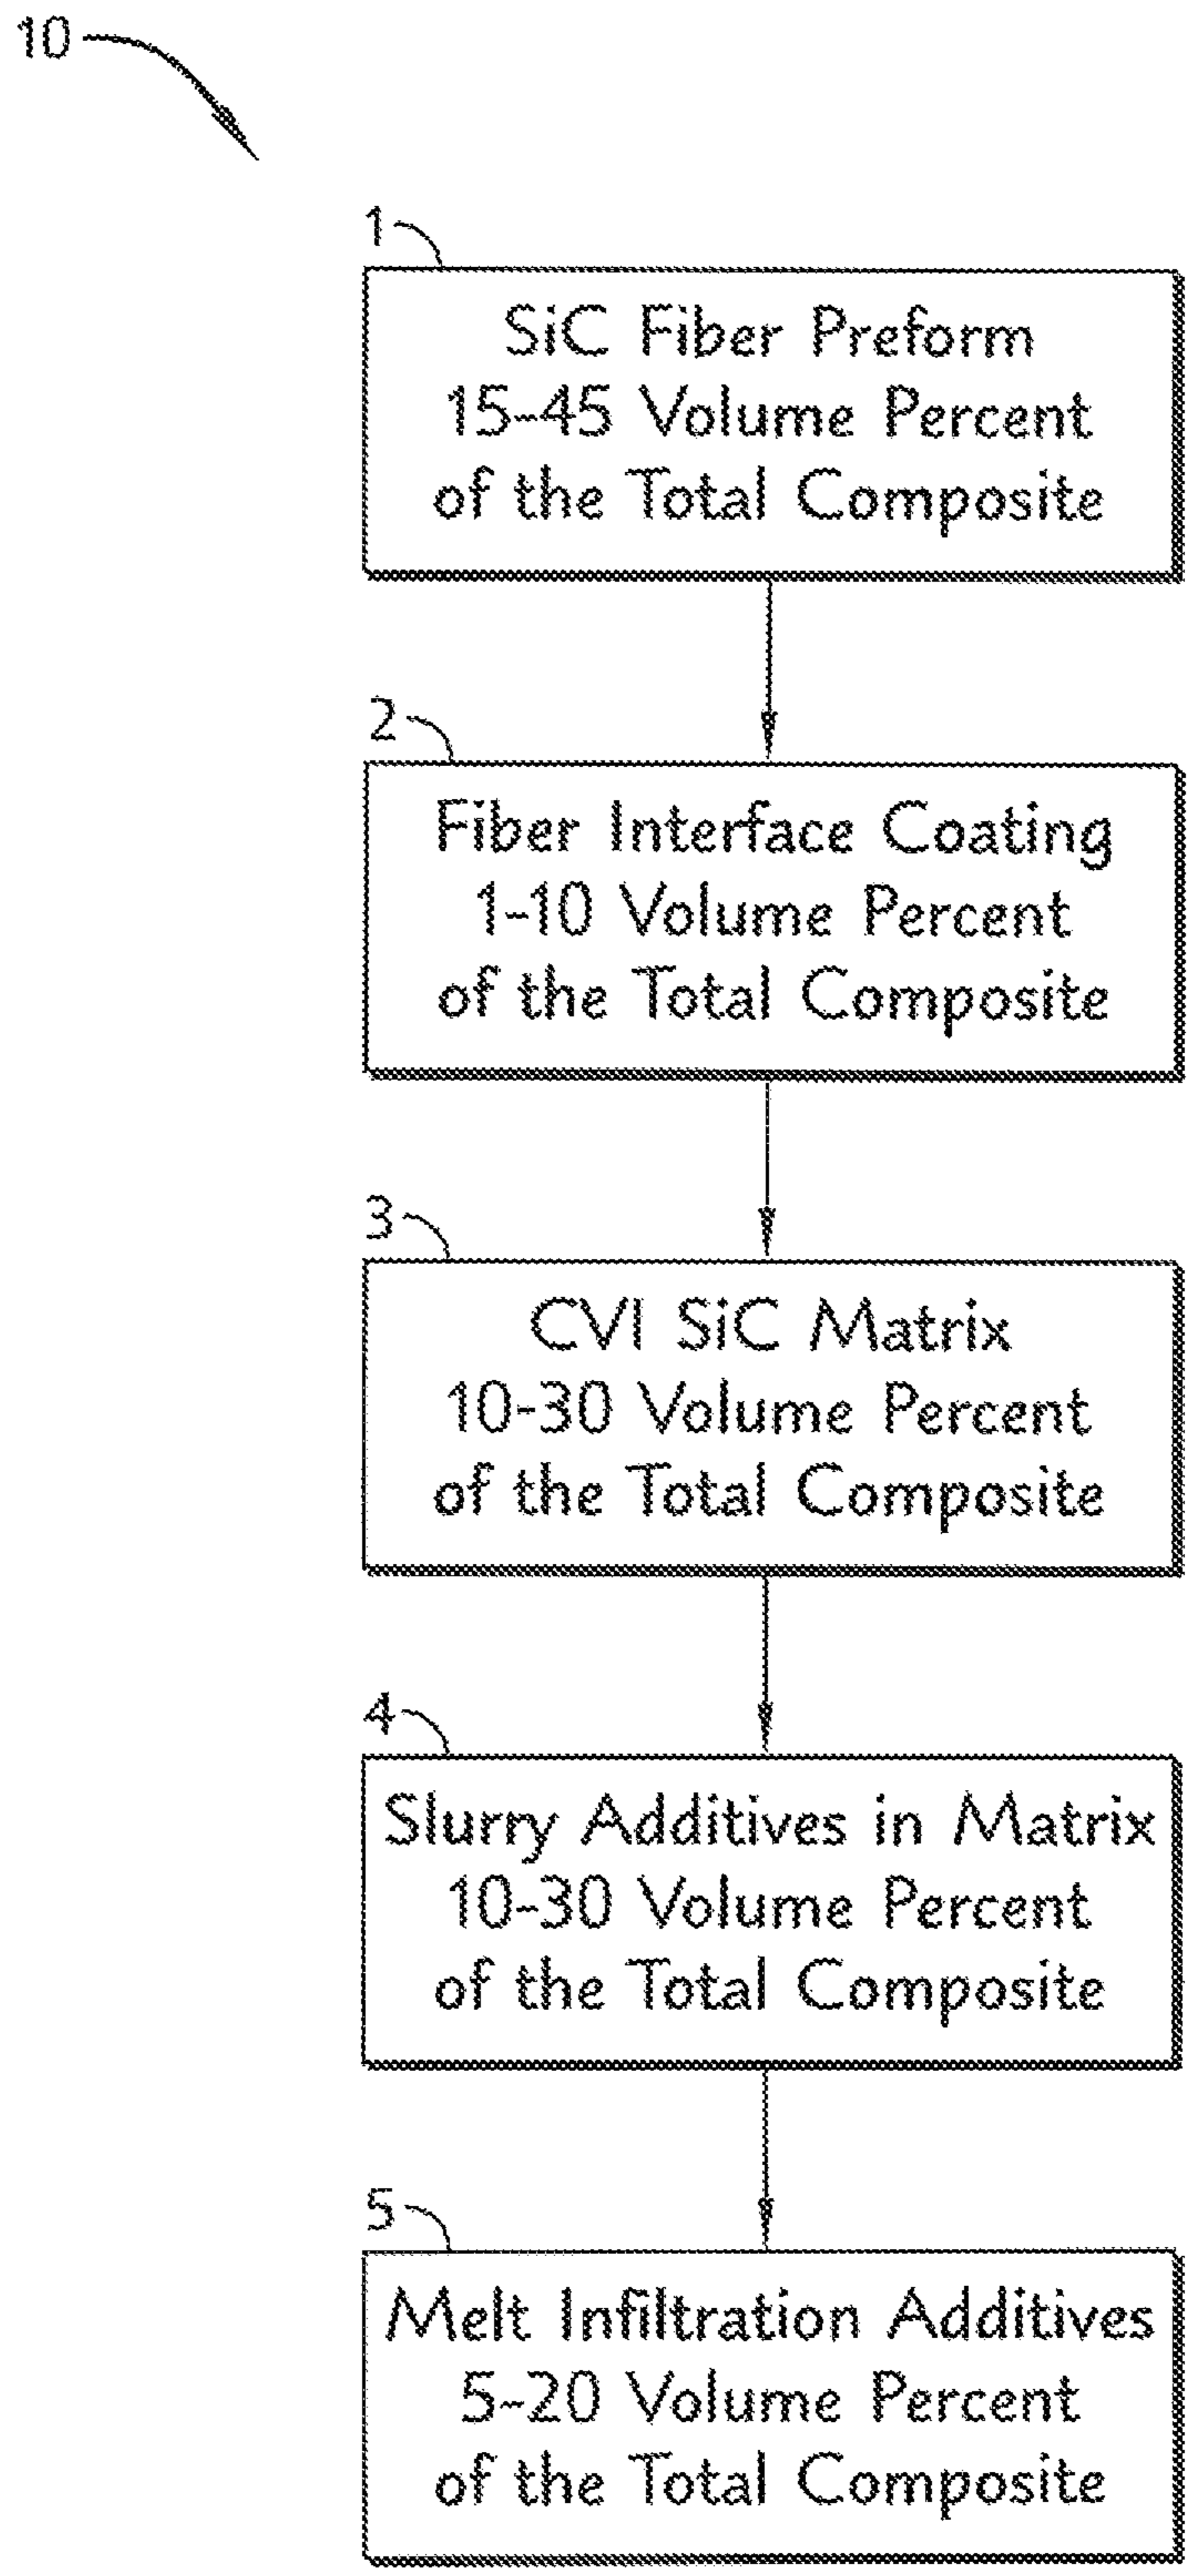 10
1
SiC Fiber Preform
15-45 Volume Percent
of the Total Composite
2
Fiber Interface Coating
1-10 Volume Percent
of the Total Composite
3
CVI SiC Matrix
10-30 Volume Percent
of the Total Composite
4
Slurry Additives in Matrix
10-30 Volume Percent
of the Total Composite
5
Melt Infiltration Additives
5-20 Volume Percent
of the Total Composite